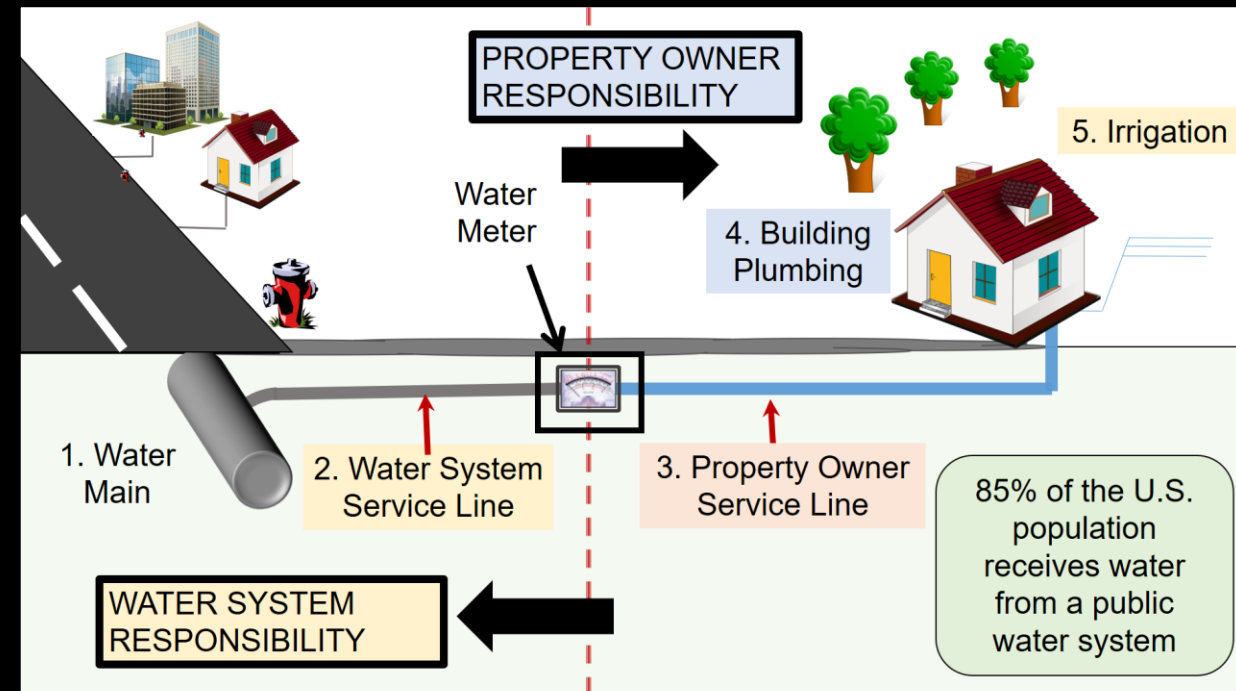 PROPERTY OWNER
RESPONSIBILITY
5. Irrigation
Water
Meter
4. Building
Plumbing
1. Water
Main
2. Water System
Service Line
3. Property Owner
Service Line
85% of the U.S.
population
receives water
from a public
water system
WATER SYSTEM
RESPONSIBILITY